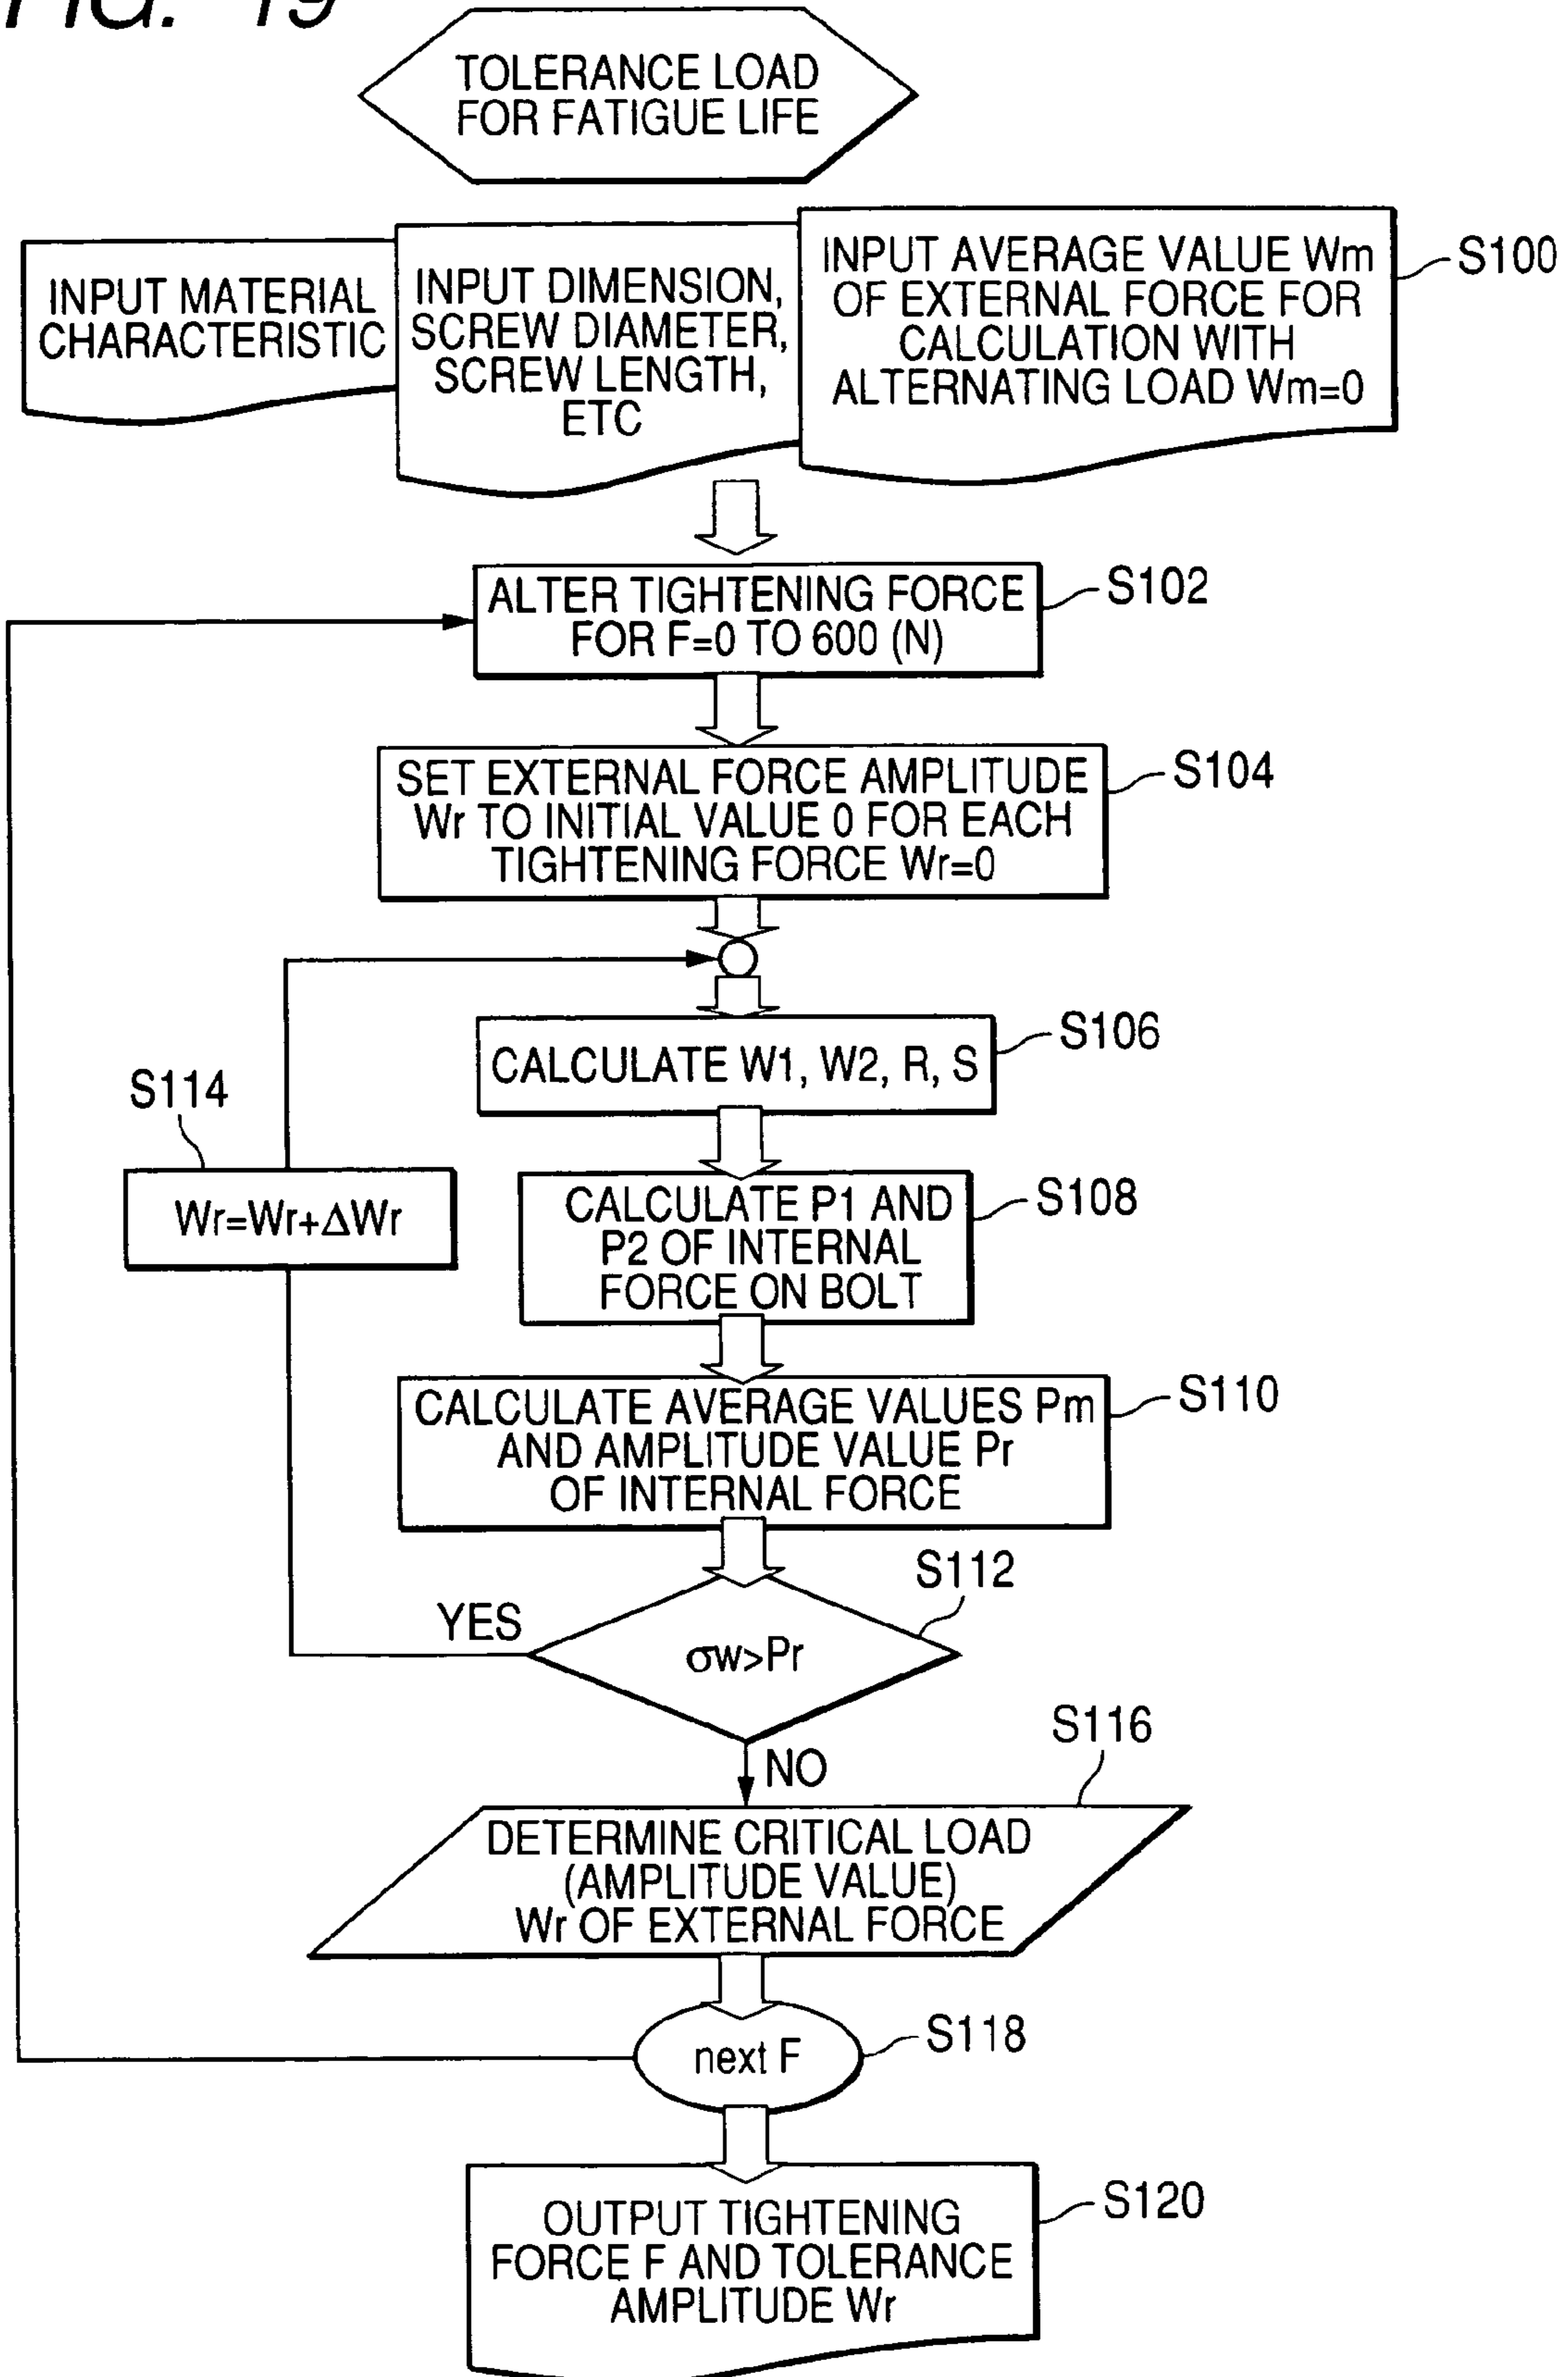 FIG. 19
TOLERANCE LOAD
FOR FATIGUE LIFE
INPUT MATERIAL
CHARACTERISTIC
INPUT DIMENSION,
SCREW DIAMETER,
SCREW LENGTH,
ETC
INPUT AVERAGE VALUE Wm
OF EXTERNAL FORCE FOR
CALCULATION WITH
ALTERNATING LOAD Wm=0
S100
ALTER TIGHTENING FORCE
FOR F=0 TO 600 (N)
S102
SET EXTERNAL FORCE AMPLITUDE
Wr TO INITIAL VALUE 0 FOR EACH
TIGHTENING FORCE Wr=0
S104
CALCULATE W1, W2, R, S
S106
S114
Wr=Wr+ΔWr
CALCULATE P1 AND
P2 OF INTERNAL
FORCE ON BOLT
S108
CALCULATE AVERAGE VALUES Pm
AND AMPLITUDE VALUE Pr
OF INTERNAL FORCE
S110
S112
YES
σw>Pr
NO
S116
DETERMINE CRITICAL LOAD
(AMPLITUDE VALUE)
Wr OF EXTERNAL FORCE
next F
S118
OUTPUT TIGHTENING
FORCE F AND TOLERANCE
AMPLITUDE Wr
S120